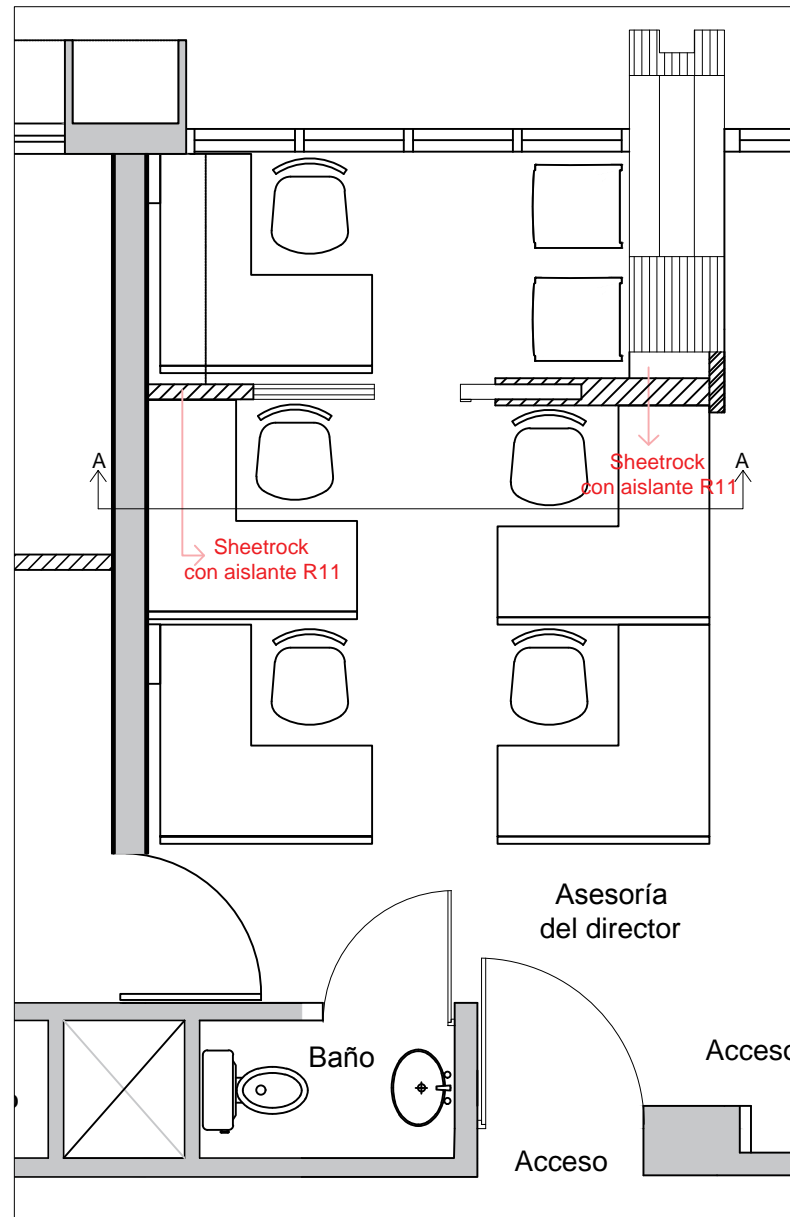 A
A
Sheetrock
con aislante R11
Sheetrock
con aislante R11
Asesoría
del director
Baño
Acceso
Acceso